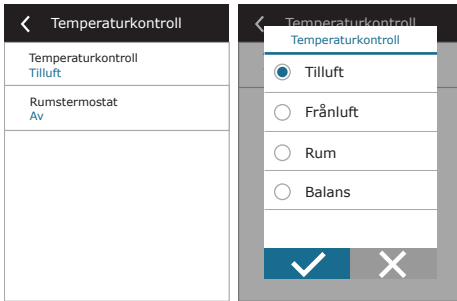 Temperaturkontroll
Temperaturkontroll
Tilluft
Rumstermostat
Av
Temperaturkontroll
Temperaturkontroll
Tilluft
Frånluft
Rum
Balans